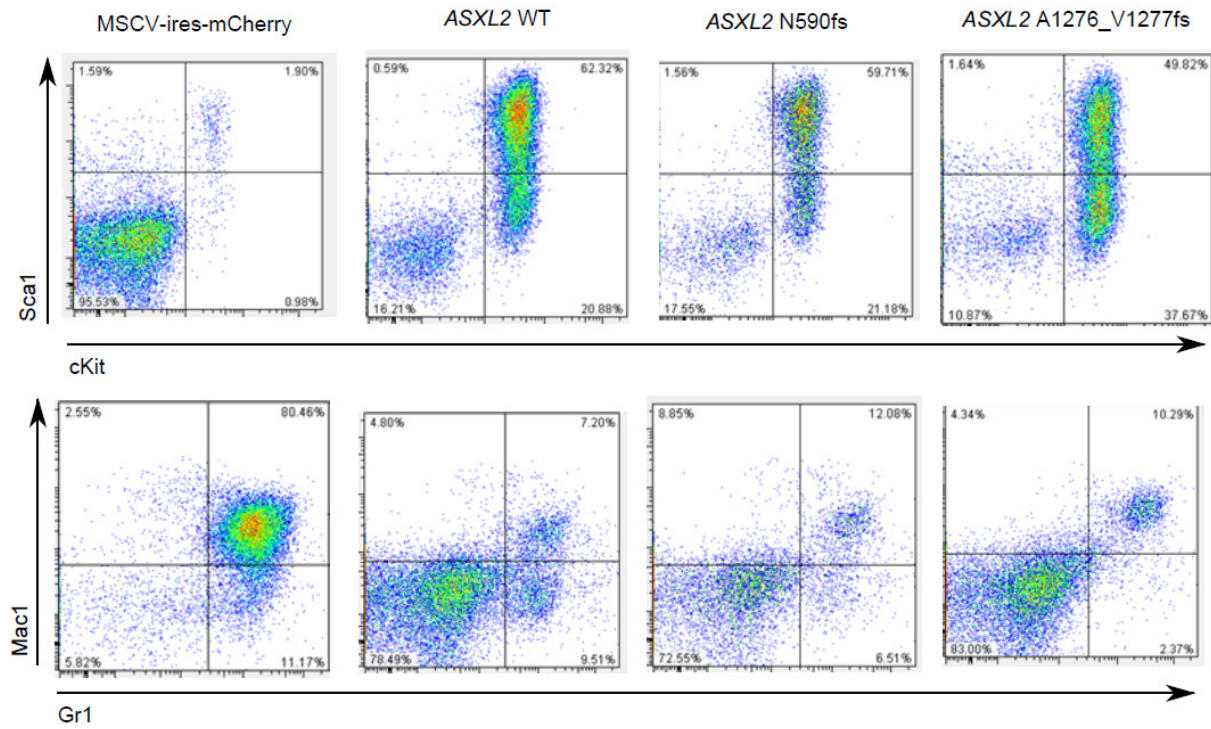 MSCV-ires-mCherry
ASXL2 WT
ASXL2 N590fs
ASXL2 A1276_V1277fs
1.59% 1.90%
95.53% 0.98%
0.59% 62.32%
16.21% 20.88%
1.56% 59.71%
17.55% 21.18%
1.64% 49.82%
10.87% 37.67%
Sca1
cKit
2.55% 80.46%
5.82% 11.17%
4.80% 7.20%
78.49% 9.51%
8.85% 12.08%
72.55% 6.51%
4.34% 10.29%
83.00% 2.37%
Mac1
Gr1